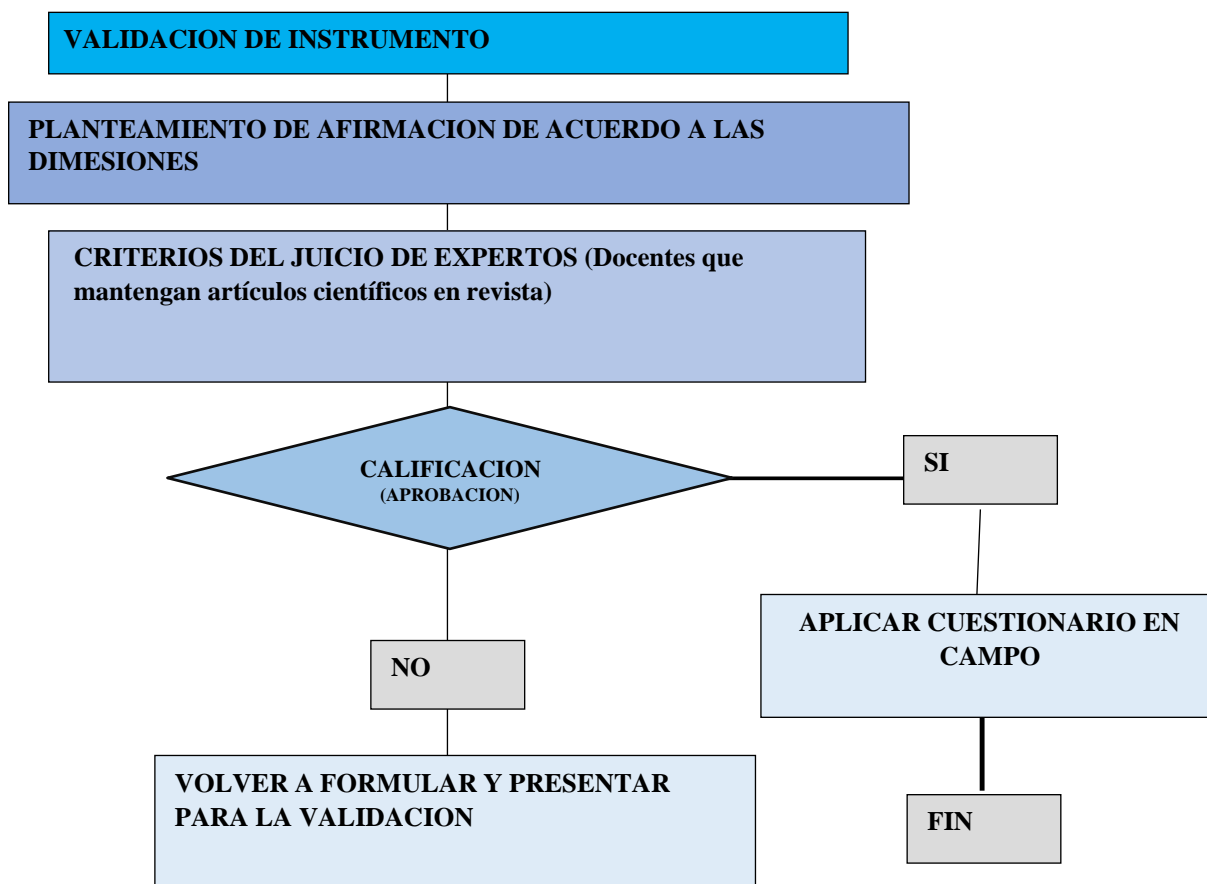 VALIDACION DE INSTRUMENTO
PLANTEAMIENTO DE AFIRMACION DE ACUERDO A LAS
DIMESIONES
CRITERIOS DEL JUICIO DE EXPERTOS (Docentes que
mantengan artículos científicos en revista)
CALIFICACION
(APROBACION)
SI
APLICAR CUESTIONARIO EN
CAMPO
NO
VOLVER A FORMULAR Y PRESENTAR
PARA LA VALIDACION
FIN